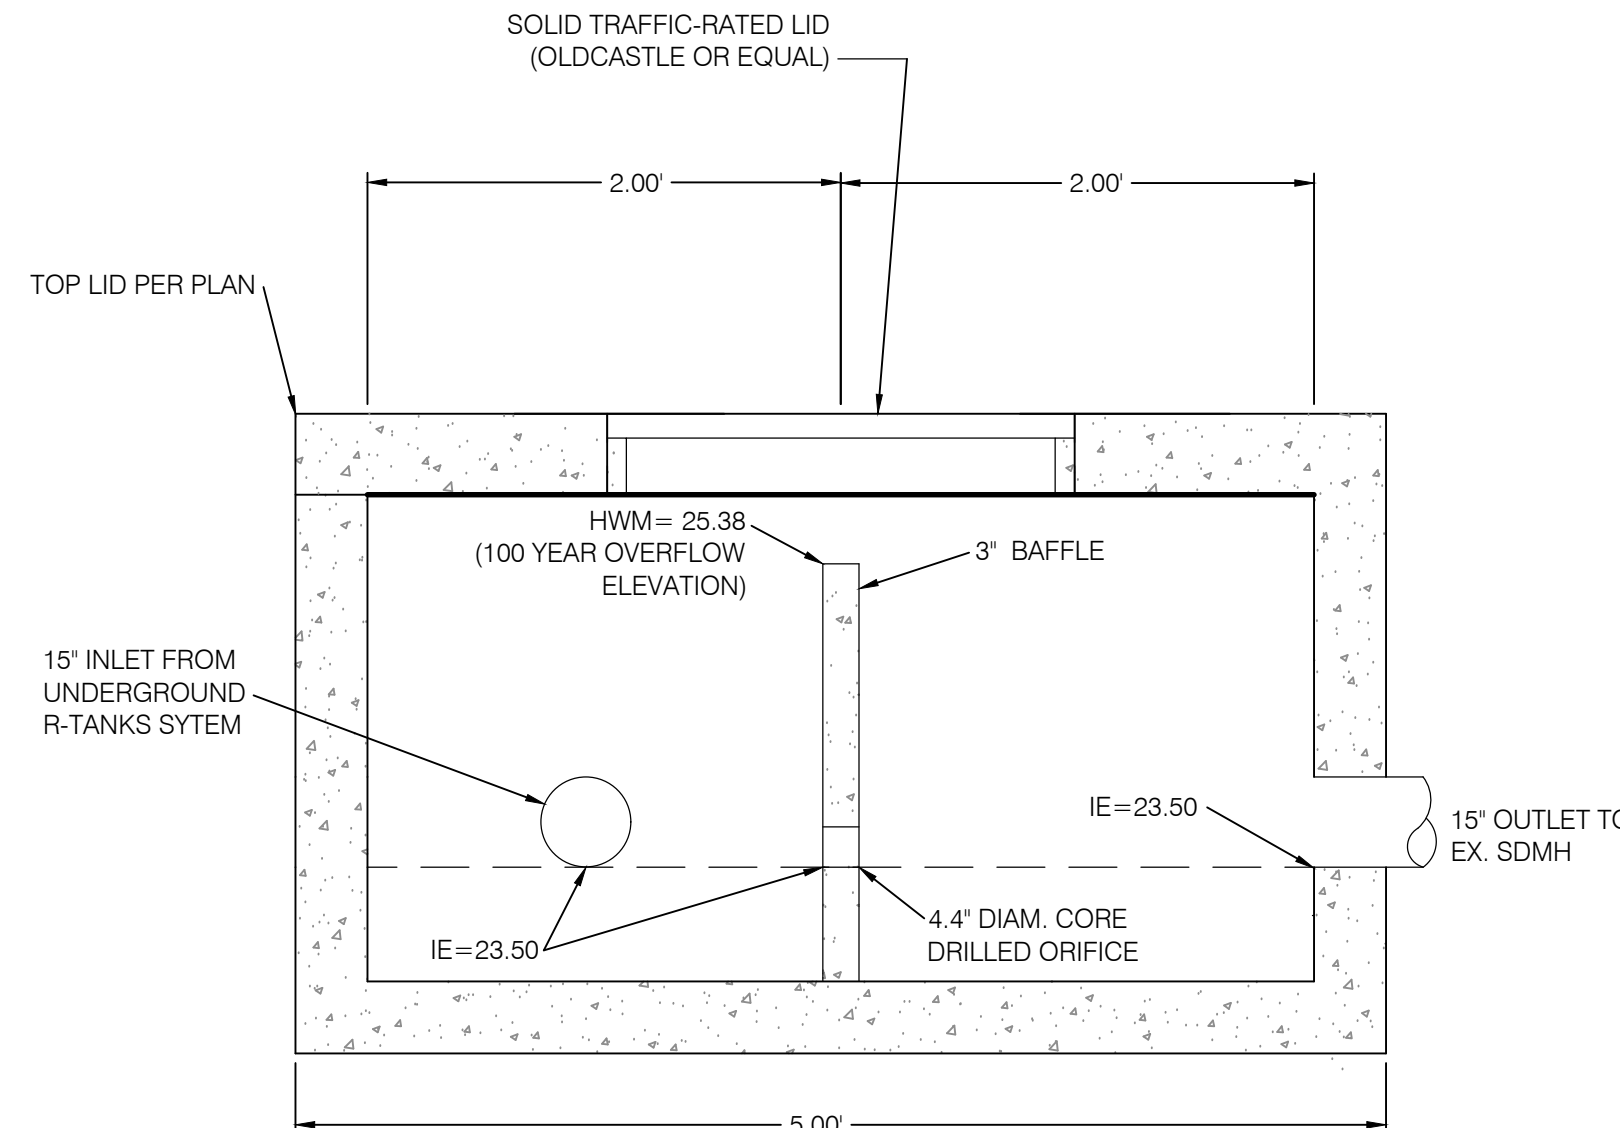 SOLID TRAFFIC-RATED LID
(OLDCASTLE OR EQUAL)
2.00'
2.00'
TOP LID PER PLAN
HWM= 25.38
(100 YEAR OVERFLOW
ELEVATION)
3" BAFFLE
15" INLET FROM
UNDERGROUND
R-TANKS SYTEM
IE=23.50
15" OUTLET TO
EX. SDMH
IE=23.50
4.4" DIAM. CORE
DRILLED ORIFICE
5.00'